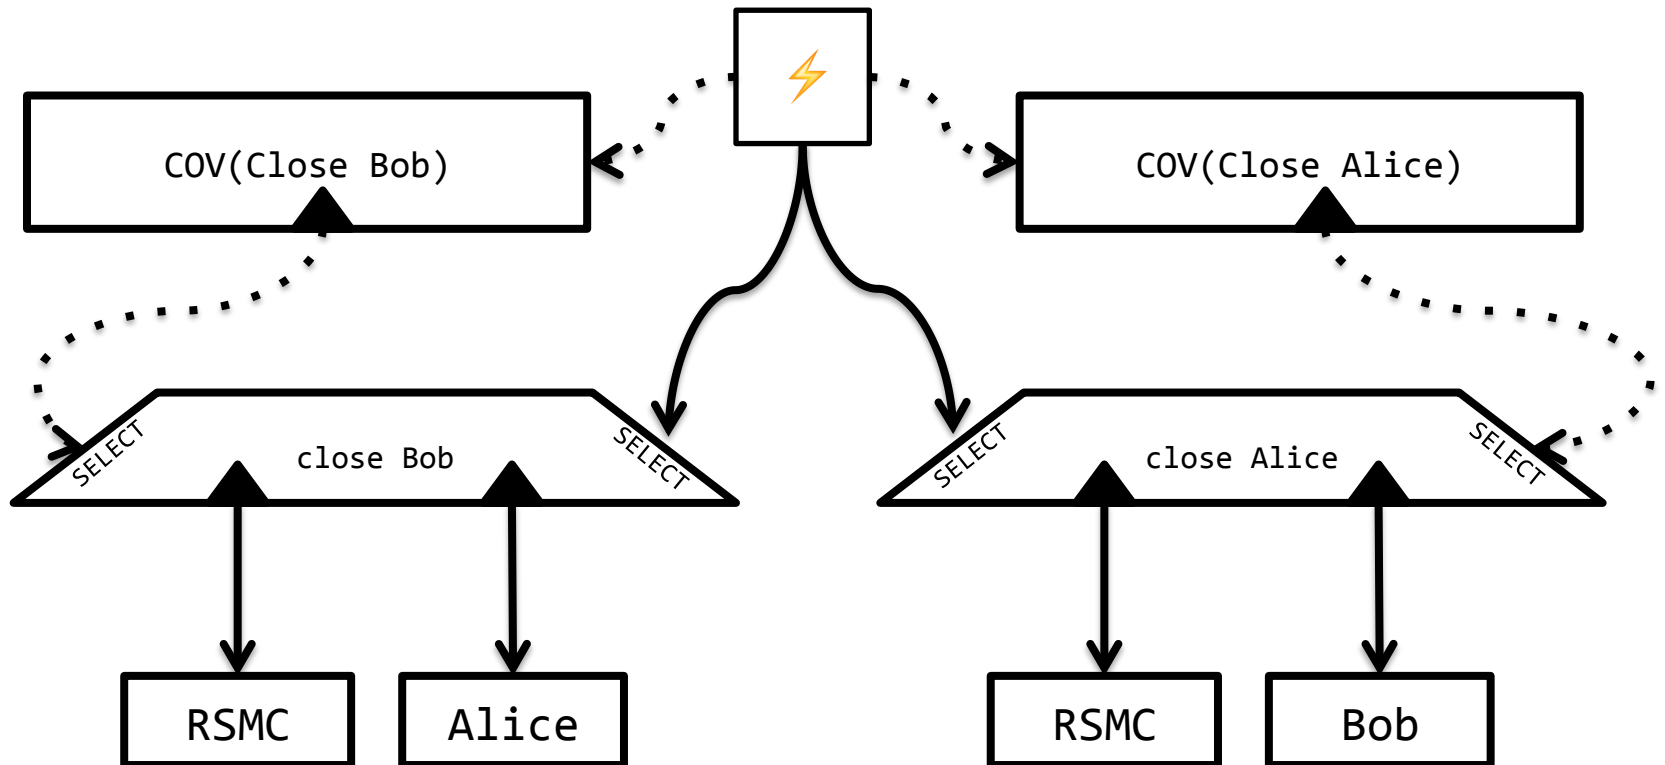 ⚡
COV(Close Bob)
COV(Close Alice)
SELECT
close Bob
SELECT
SELECT
close Alice
SELECT
RSMC
Alice
RSMC
Bob